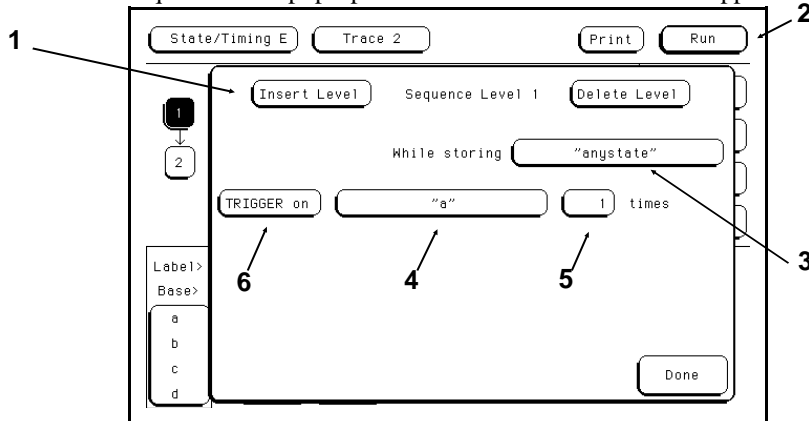 State/Timing E Trace 2 Print Run 2
1
Insert Level Sequence Level 1 Delete Level
1
While storing "anystate"
2
TRIGGER on "a" 1 times
3
Label> 6 4 5
Base>
a
b
c
Done
d